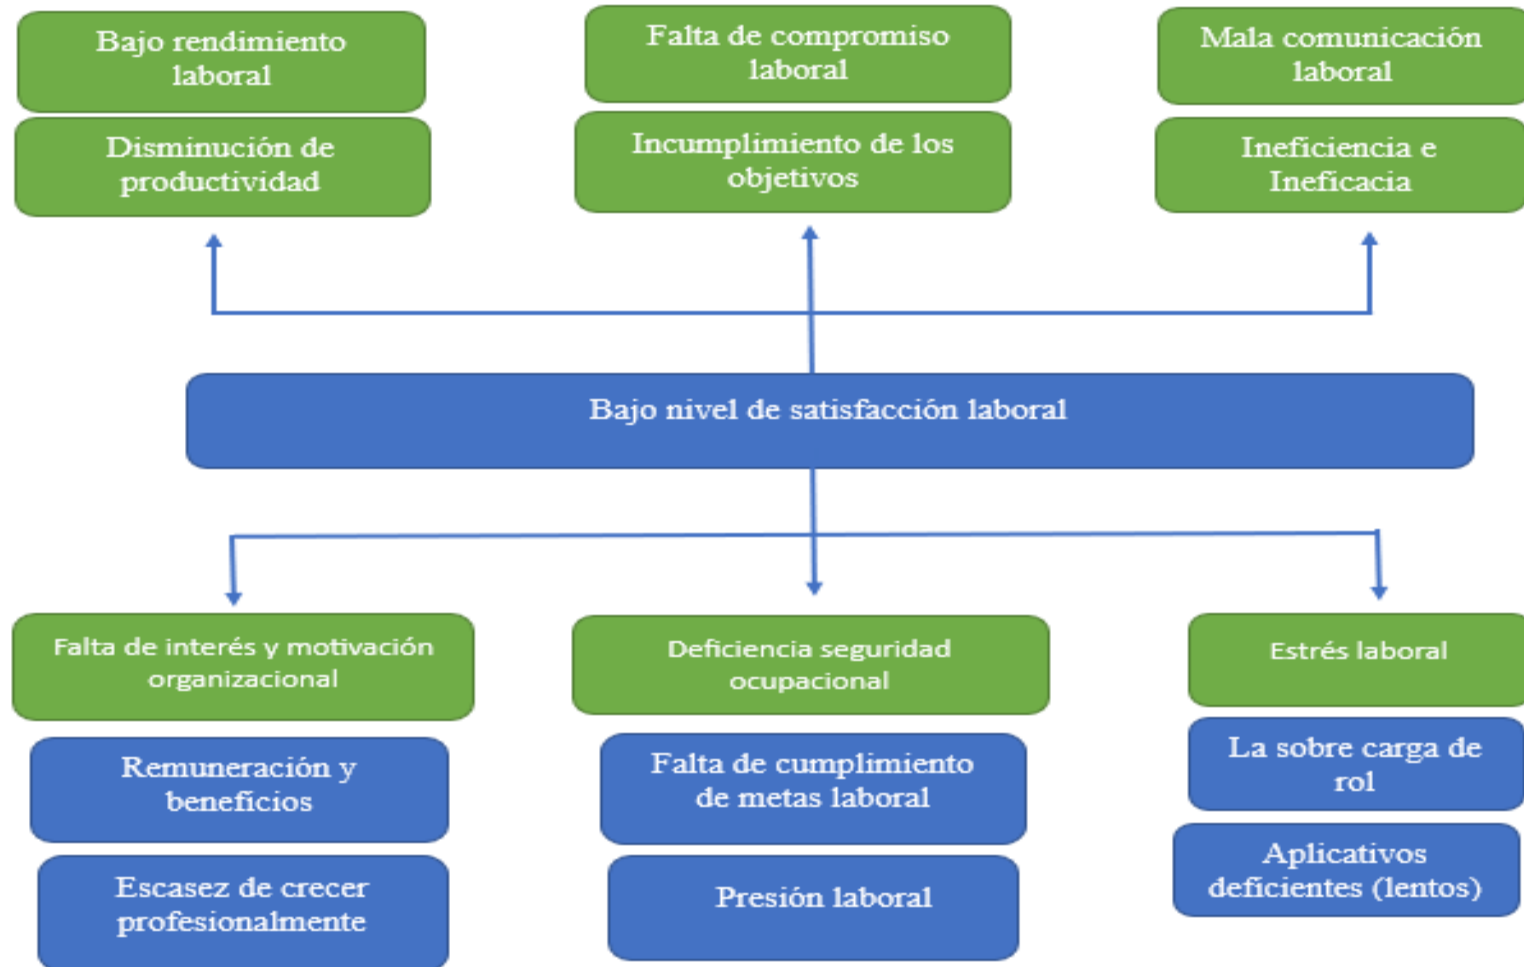 Bajo rendimiento
laboral
Falta de compromiso
laboral
Mala comunicación
laboral
Disminución de
productividad
Incumplimiento de los
objetivos
Ineficiencia e
Ineficacia
Bajo nivel de satisfacción laboral
Falta de interés y motivación
organizacional
Deficiencia seguridad
ocupacional
Estrés laboral
Remuneración y
beneficios
Falta de cumplimiento
de metas laboral
La sobre carga de
rol
Escasez de crecer
profesionalmente
Presión laboral
Aplicativos
deficientes (lentos)